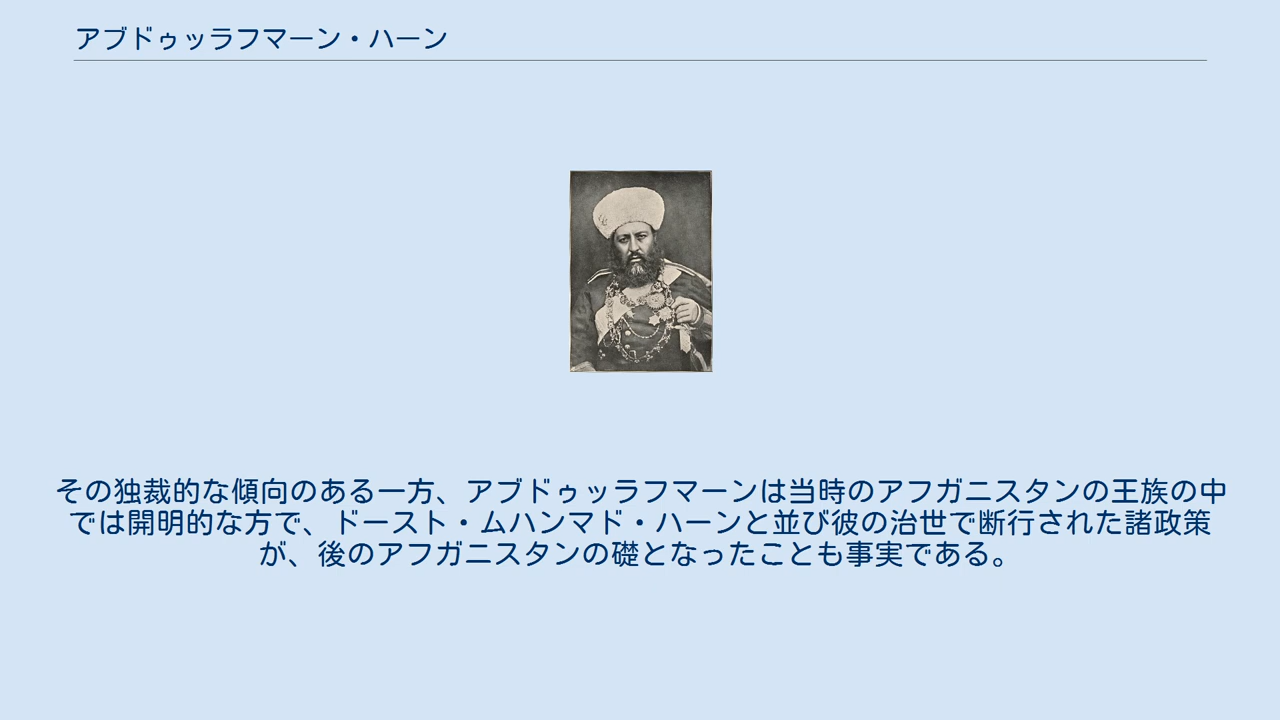 アブドゥッラフマーン・ハーン
その独裁的な傾向のある一方、アブドゥッラフマーンは当時のアフガニスタンの王族の中
では開明的な方で、ドースト・ムハンマド・ハーンと並び彼の治世で断行された諸政策
が、後のアフガニスタンの礎となったことも事実である。